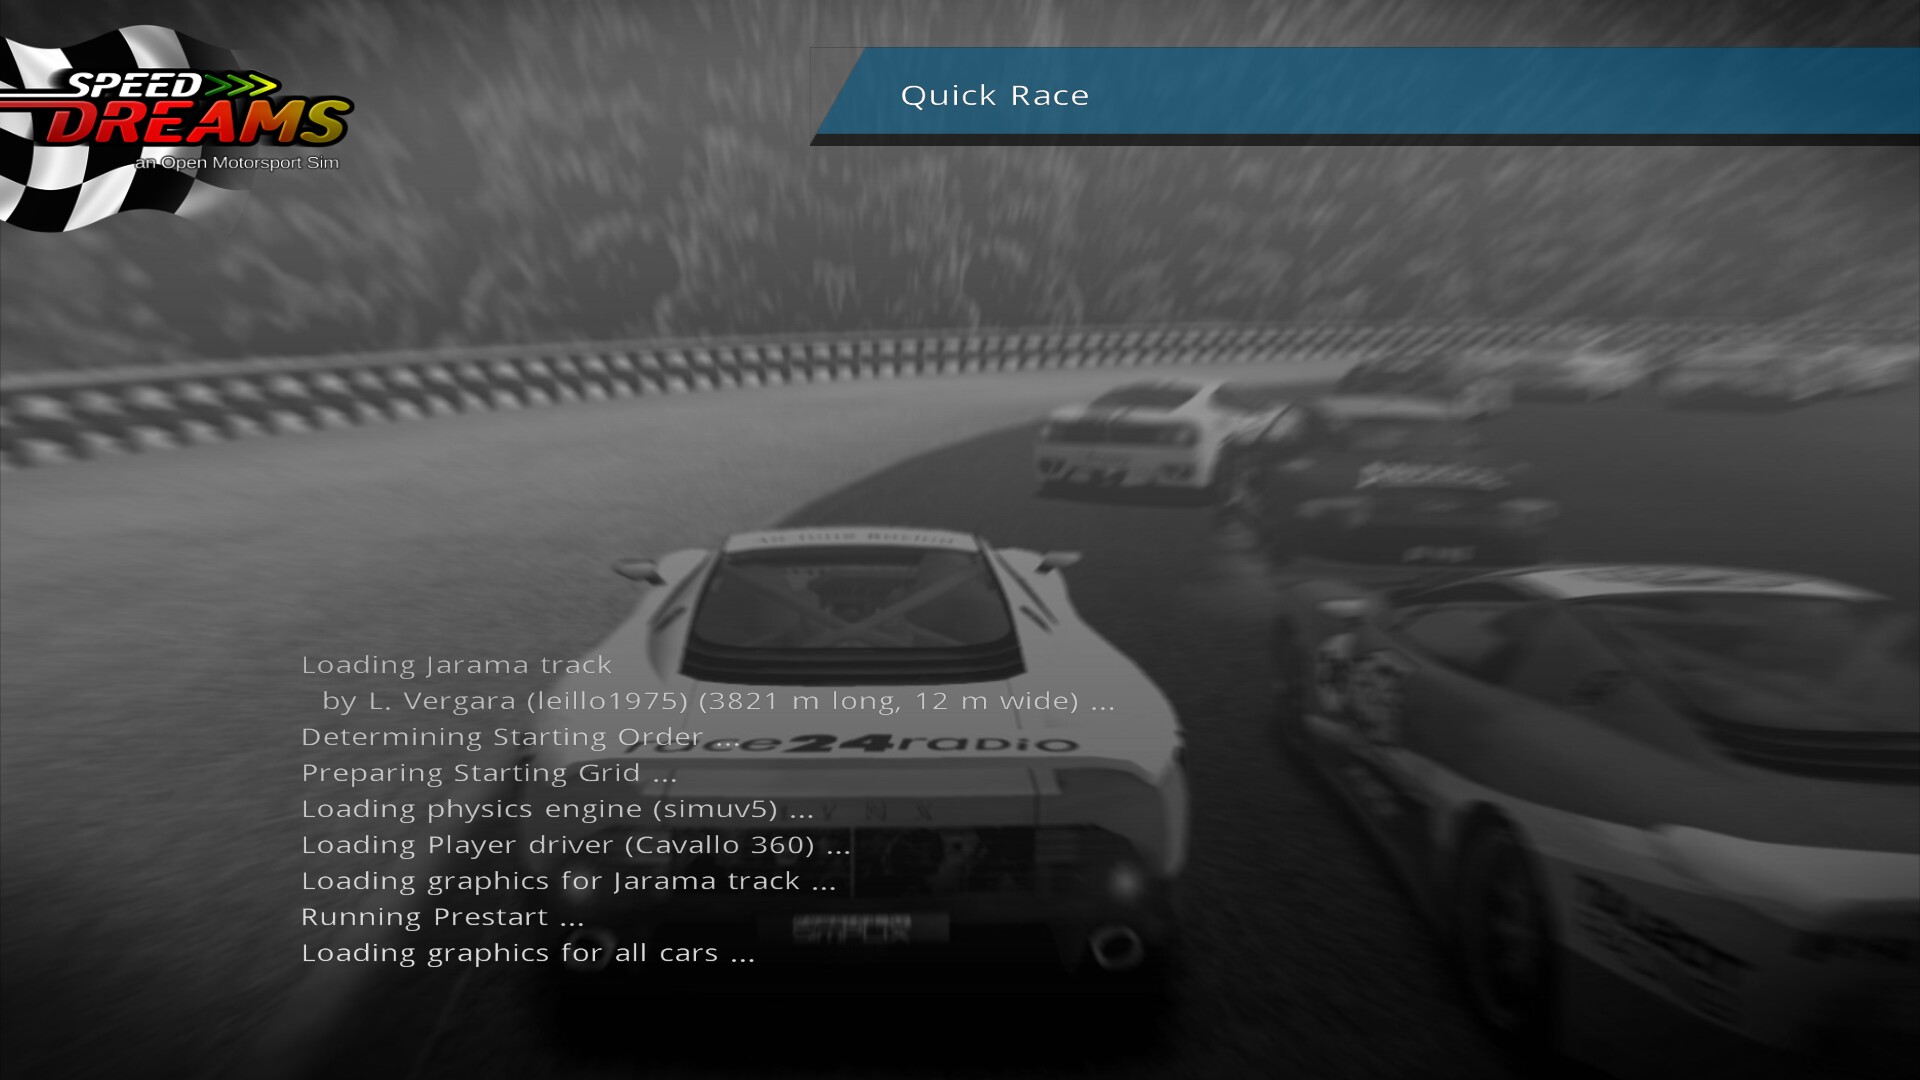 SPEED
DREAMS
an Open Motorsport Sim
Quick Race
Loading Jarama track
by L. Vergara (leillo1975) (3821 m long, 12 m wide) ...
Determining Starting Order ...
race24radio
Preparing Starting Grid ...
Loading physics engine (simuv5) ...
Loading Player driver (Cavallo 360) ...
Loading graphics for Jarama track ...
Running Prestart ...
Loading graphics for all cars ...